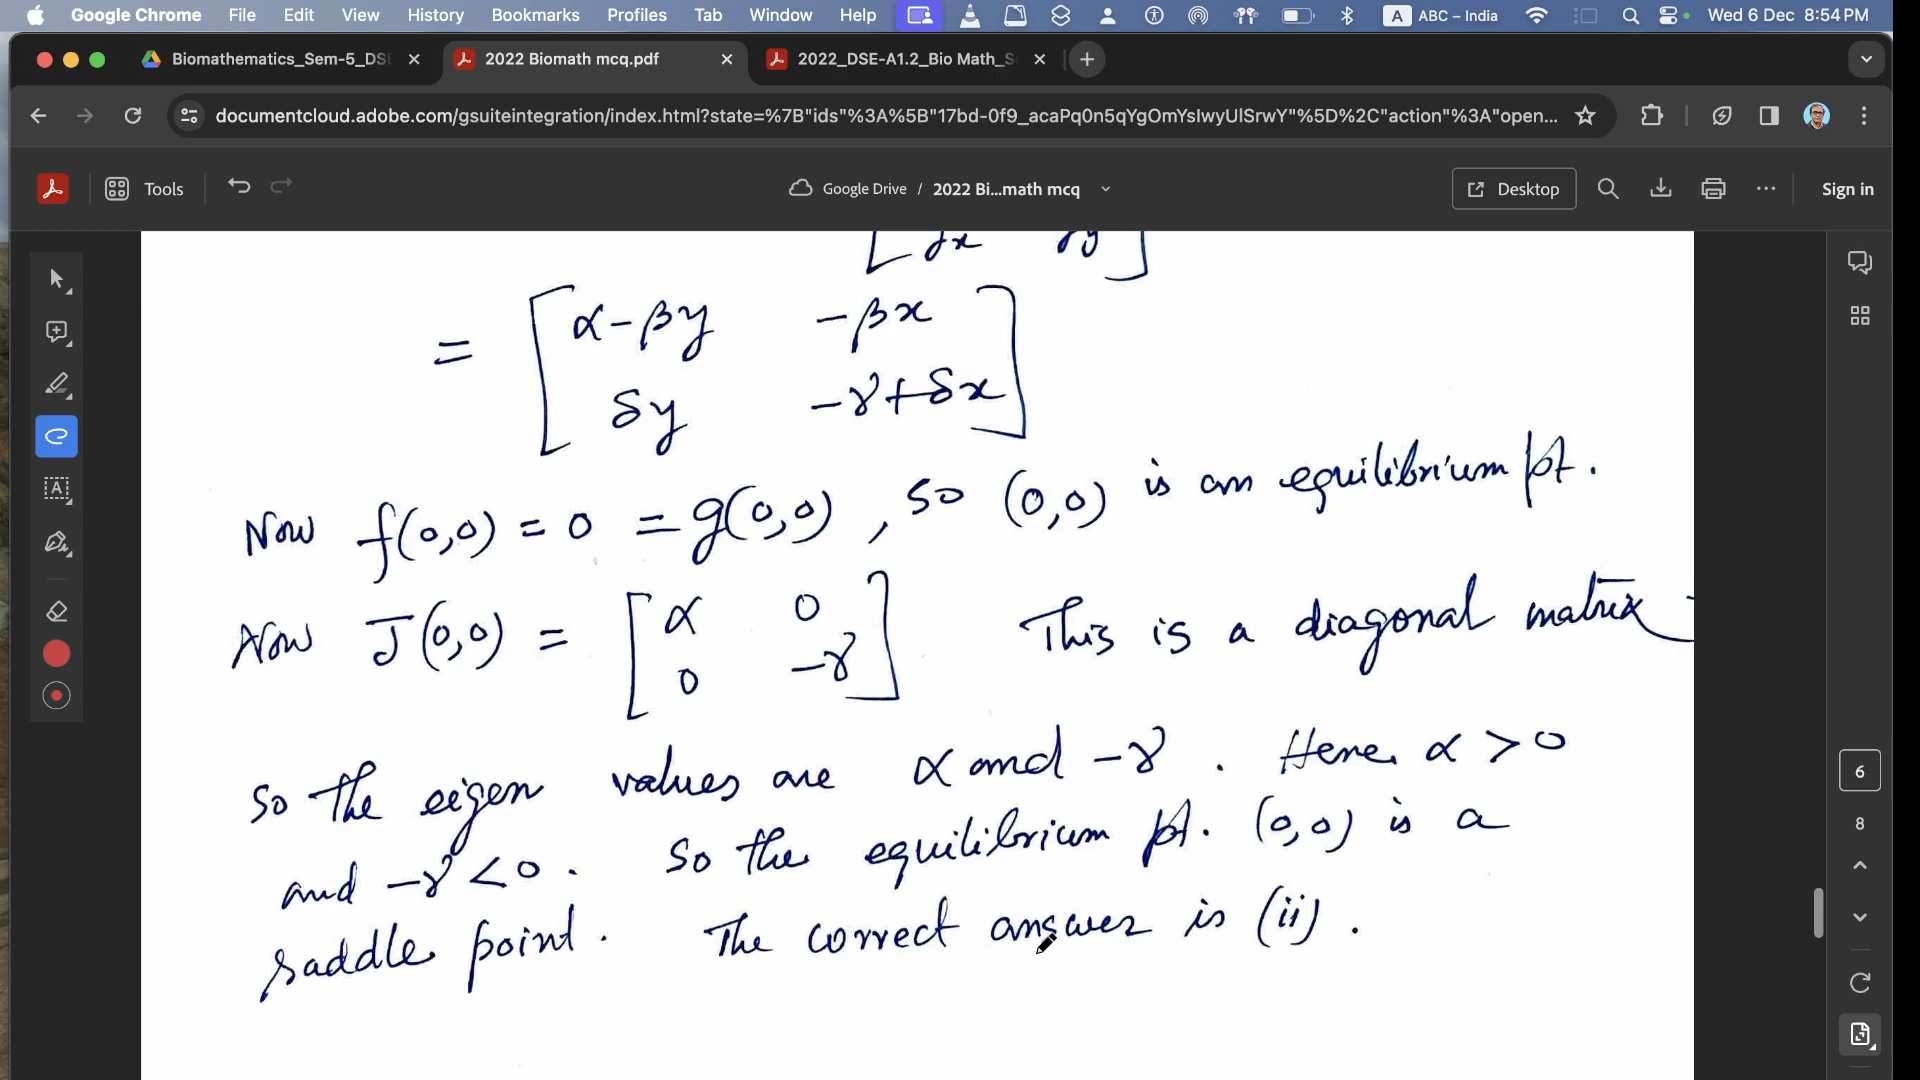 Google Chrome File Edit View History Bookmarks Profiles Tab Window Help A ABC – India Wed 6 Dec 8:54 PM
Biomathematics_Sem-5_DS 2022 Biomath mcq.pdf 2022_DSE-A1.2_Bio Math_S
documentcloud.adobe.com/gsuiteintegration/index.html?state=%7B"ids"%3A%5B"17bd-0f9_acaPq0n5qYgOmYsIwyUlSrwY"%5D%2C"action"%3A"open...
Tools Google Drive / 2022 Bi...math mcq Desktop Sign in
= [ α-βy -βx
δy -γ+δx ]
Now f(0,0) = 0 = g(0,0), so (0,0) is an equilibrium pt.
Now J(0,0) = [ α 0
0 -γ ] This is a diagonal matrix
So the eigen values are α and -γ. Here α > 0
and -γ < 0. So the equilibrium pt. (0,0) is a
saddle point. The correct answer is (ii).
6
8